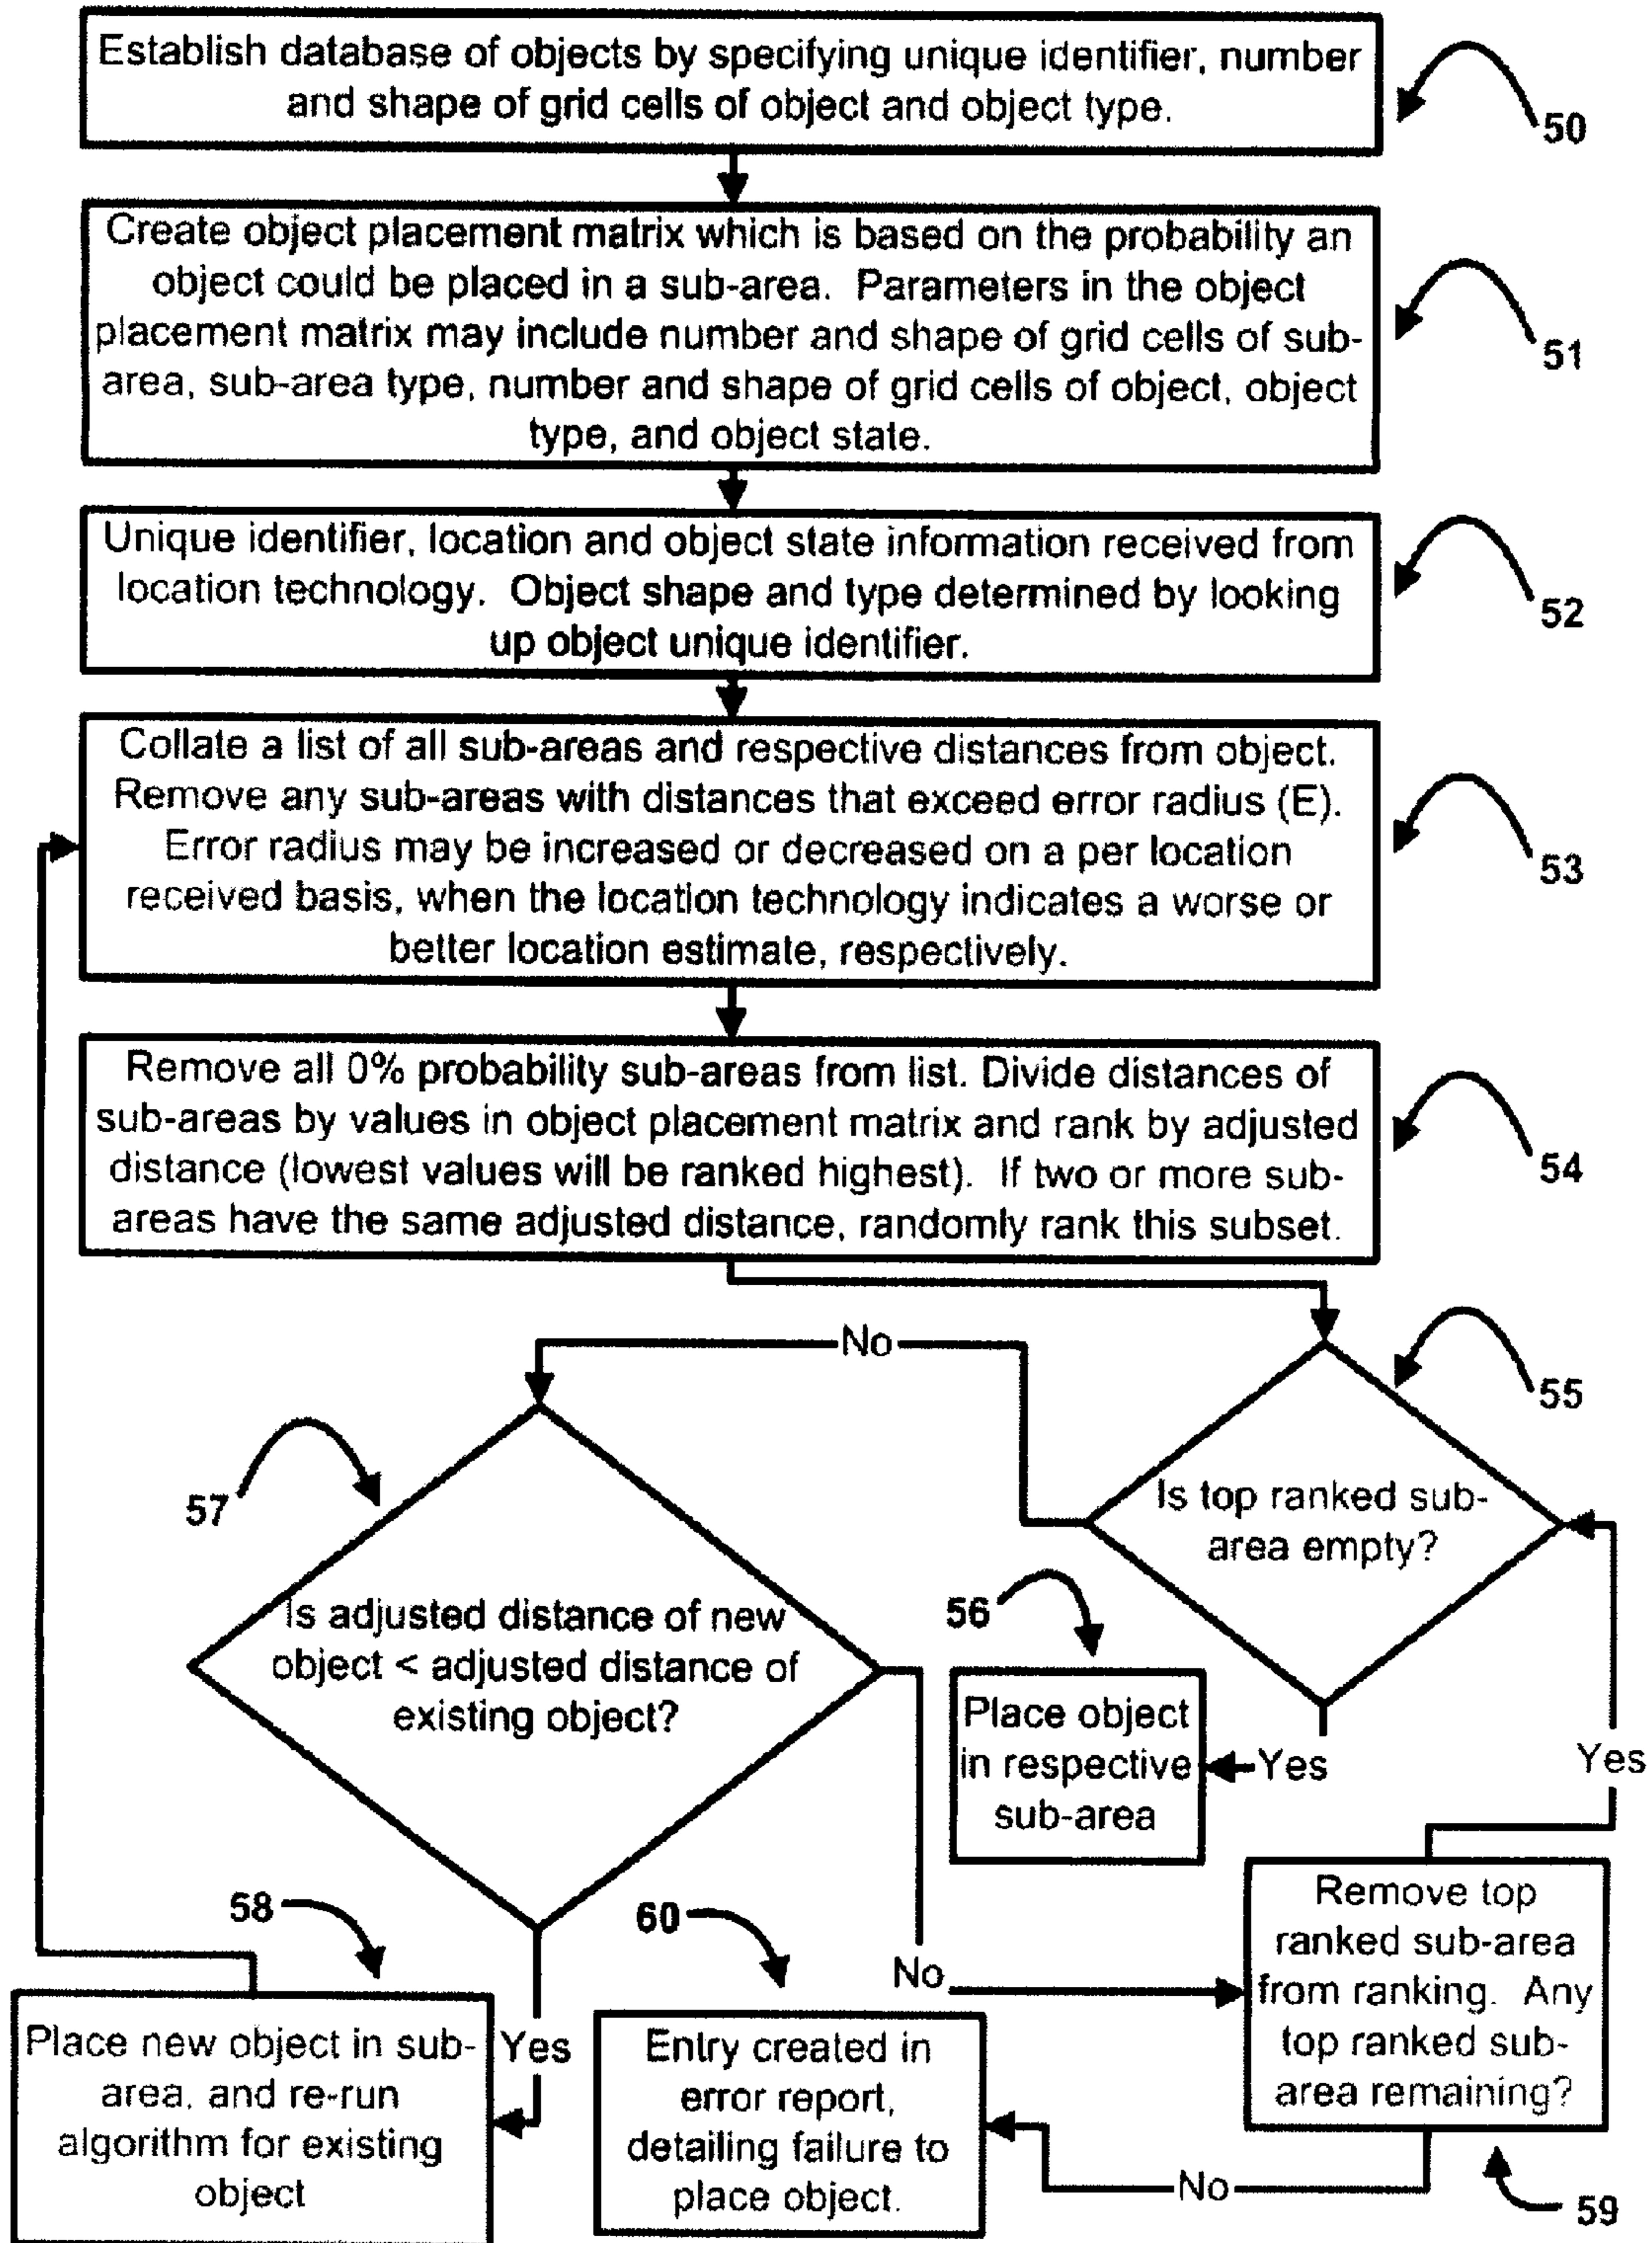 Establish database of objects by specifying unique identifier, number
and shape of grid cells of object and object type.
50
Create object placement matrix which is based on the probability an
object could be placed in a sub-area. Parameters in the object
placement matrix may include number and shape of grid cells of sub-
area, sub-area type, number and shape of grid cells of object, object
type, and object state.
51
Unique identifier, location and object state information received from
location technology. Object shape and type determined by looking
up object unique identifier.
52
Collate a list of all sub-areas and respective distances from object.
Remove any sub-areas with distances that exceed error radius (E).
Error radius may be increased or decreased on a per location
received basis, when the location technology indicates a worse or
better location estimate, respectively.
53
Remove all 0% probability sub-areas from list. Divide distances of
sub-areas by values in object placement matrix and rank by adjusted
distance (lowest values will be ranked highest). If two or more sub-
areas have the same adjusted distance, randomly rank this subset.
54
No
55
Is top ranked sub-
area empty?
57
Is adjusted distance of new
object < adjusted distance of
existing object?
56
Place object
in respective
sub-area
Yes
Yes
58
60
No
Remove top
ranked sub-area
from ranking. Any
top ranked sub-
area remaining?
Place new object in sub-
area, and re-run
algorithm for existing
object
Yes
Entry created in
error report,
detailing failure to
place object.
No
59